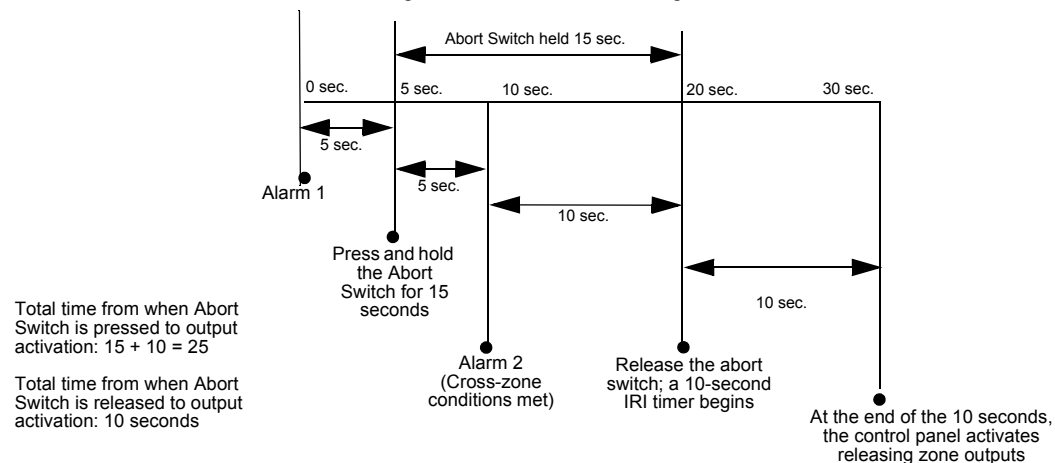 Abort Switch held 15 sec.
0 sec.
5 sec.
10 sec.
20 sec.
30 sec.
5 sec.
Alarm 1
5 sec.
10 sec.
Press and hold
the Abort
Switch for 15
seconds
10 sec.
Total time from when Abort
Switch is pressed to output
activation: 15 + 10 = 25
Total time from when Abort
Switch is released to output
activation: 10 seconds
Alarm 2
(Cross-zone
conditions met)
Release the abort
switch; a 10-second
IRI timer begins
At the end of the 10 seconds,
the control panel activates
releasing zone outputs